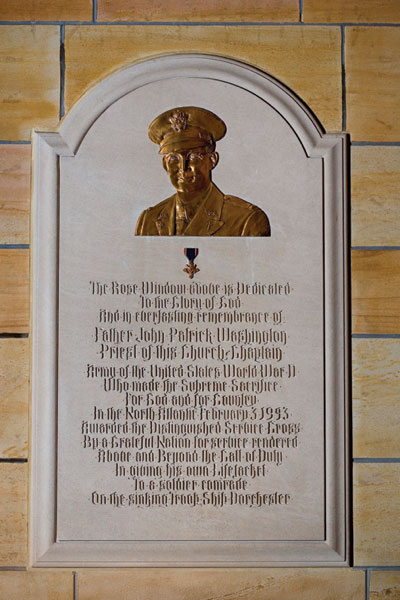 The Rose Window above is Dedicated
To the Glory of God
And in everlasting remembrance of
Father John Patrick Washington
Priest of this Church, Chaplain
Army of the United States World War II
Who made the Supreme Sacrifice
For God and for Country
In the North Atlantic February 3, 1943
Awarded the Distinguished Service Cross
By a Grateful Nation for service rendered
Above and Beyond the Call of Duty
In giving his own Lifejacket
To a soldier comrade
On the sinking Troop Ship Dorchester